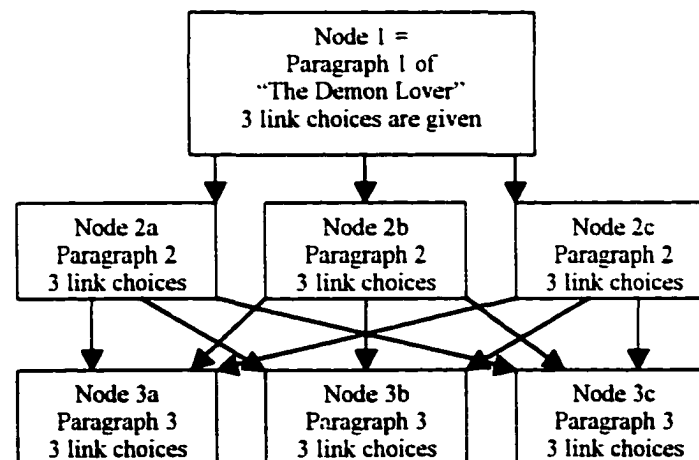 Node 1 =
Paragraph 1 of
"The Demon Lover"
3 link choices are given
Node 2a
Paragraph 2
3 link choices
Node 2b
Paragraph 2
3 link choices
Node 2c
Paragraph 2
3 link choices
Node 3a
Paragraph 3
3 link choices
Node 3b
Paragraph 3
3 link choices
Node 3c
Paragraph 3
3 link choices